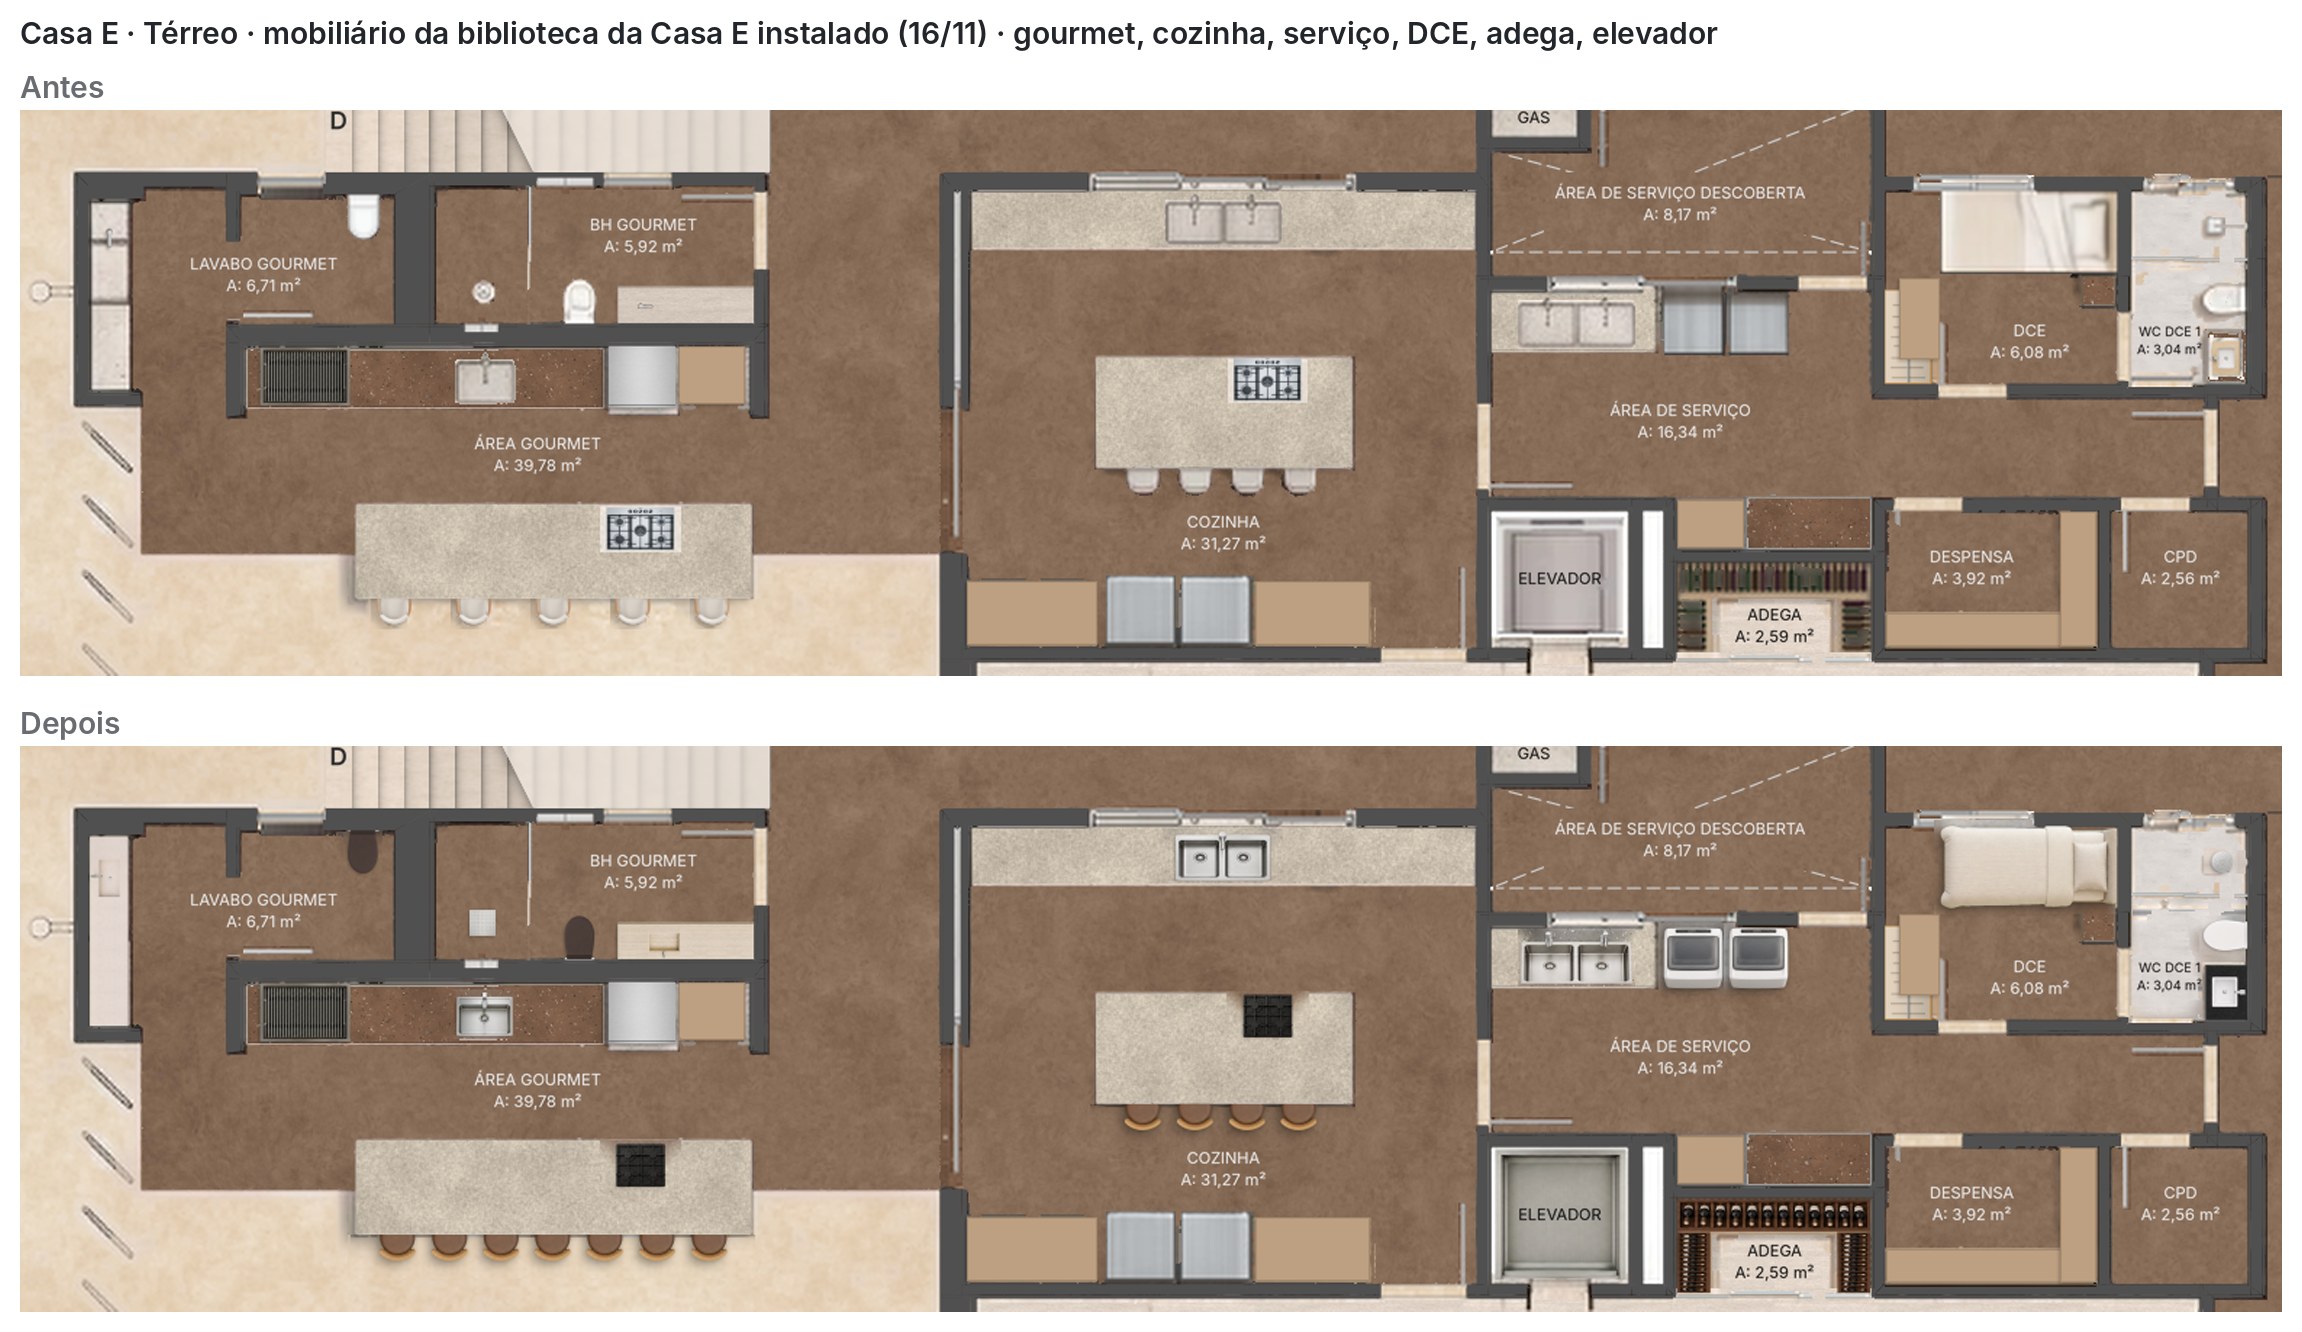 Casa E · Térreo · mobiliário da biblioteca da Casa E instalado (16/11) · gourmet, cozinha, serviço, DCE, adega, elevador
Antes
D
GAS
ÁREA DE SERVIÇO DESCOBERTA
A: 8,17 m²
BH GOURMET
A: 5,92 m²
LAVABO GOURMET
A: 6,71 m²
DCE
A: 6,08 m²
WC DCE 1
A: 3,04 m²
ÁREA DE SERVIÇO
A: 16,34 m²
ÁREA GOURMET
A: 39,78 m²
COZINHA
A: 31,27 m²
ELEVADOR
ADEGA
A: 2,59 m²
DESPENSA
A: 3,92 m²
CPD
A: 2,56 m²
Depois
D
GAS
ÁREA DE SERVIÇO DESCOBERTA
A: 8,17 m²
BH GOURMET
A: 5,92 m²
LAVABO GOURMET
A: 6,71 m²
DCE
A: 6,08 m²
WC DCE 1
A: 3,04 m²
ÁREA DE SERVIÇO
A: 16,34 m²
ÁREA GOURMET
A: 39,78 m²
COZINHA
A: 31,27 m²
ELEVADOR
ADEGA
A: 2,59 m²
DESPENSA
A: 3,92 m²
CPD
A: 2,56 m²